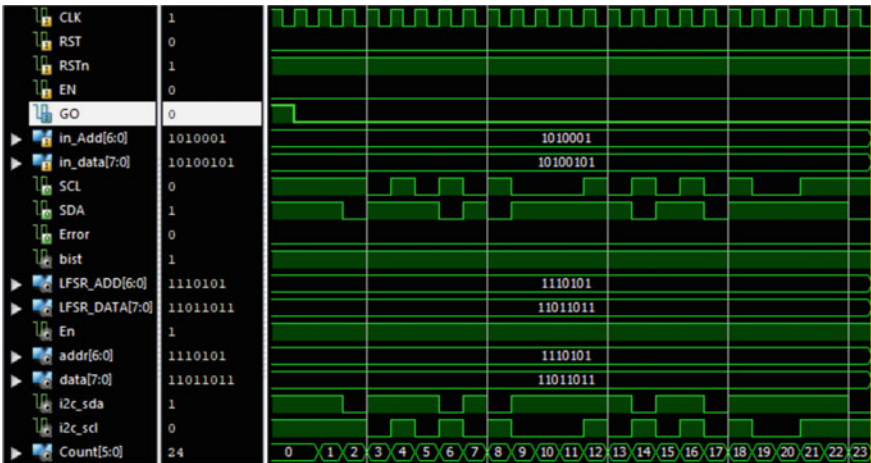 CLK 1
RST 0
RSTn 1
EN 0
GO 0
in_Add[6:0] 1010001 1010001
in_data[7:0] 10100101 10100101
SCL 0
SDA 1
Error 0
bist 1
LFSR_ADD[6:0] 1110101 1110101
LFSR_DATA[7:0] 11011011 11011011
En 1
addr[6:0] 1110101 1110101
data[7:0] 11011011 11011011
i2c_sda 1
i2c_scl 0
Count[5:0] 24 0 1 2 3 4 5 6 7 8 9 10 11 12 13 14 15 16 17 18 19 20 21 22 23